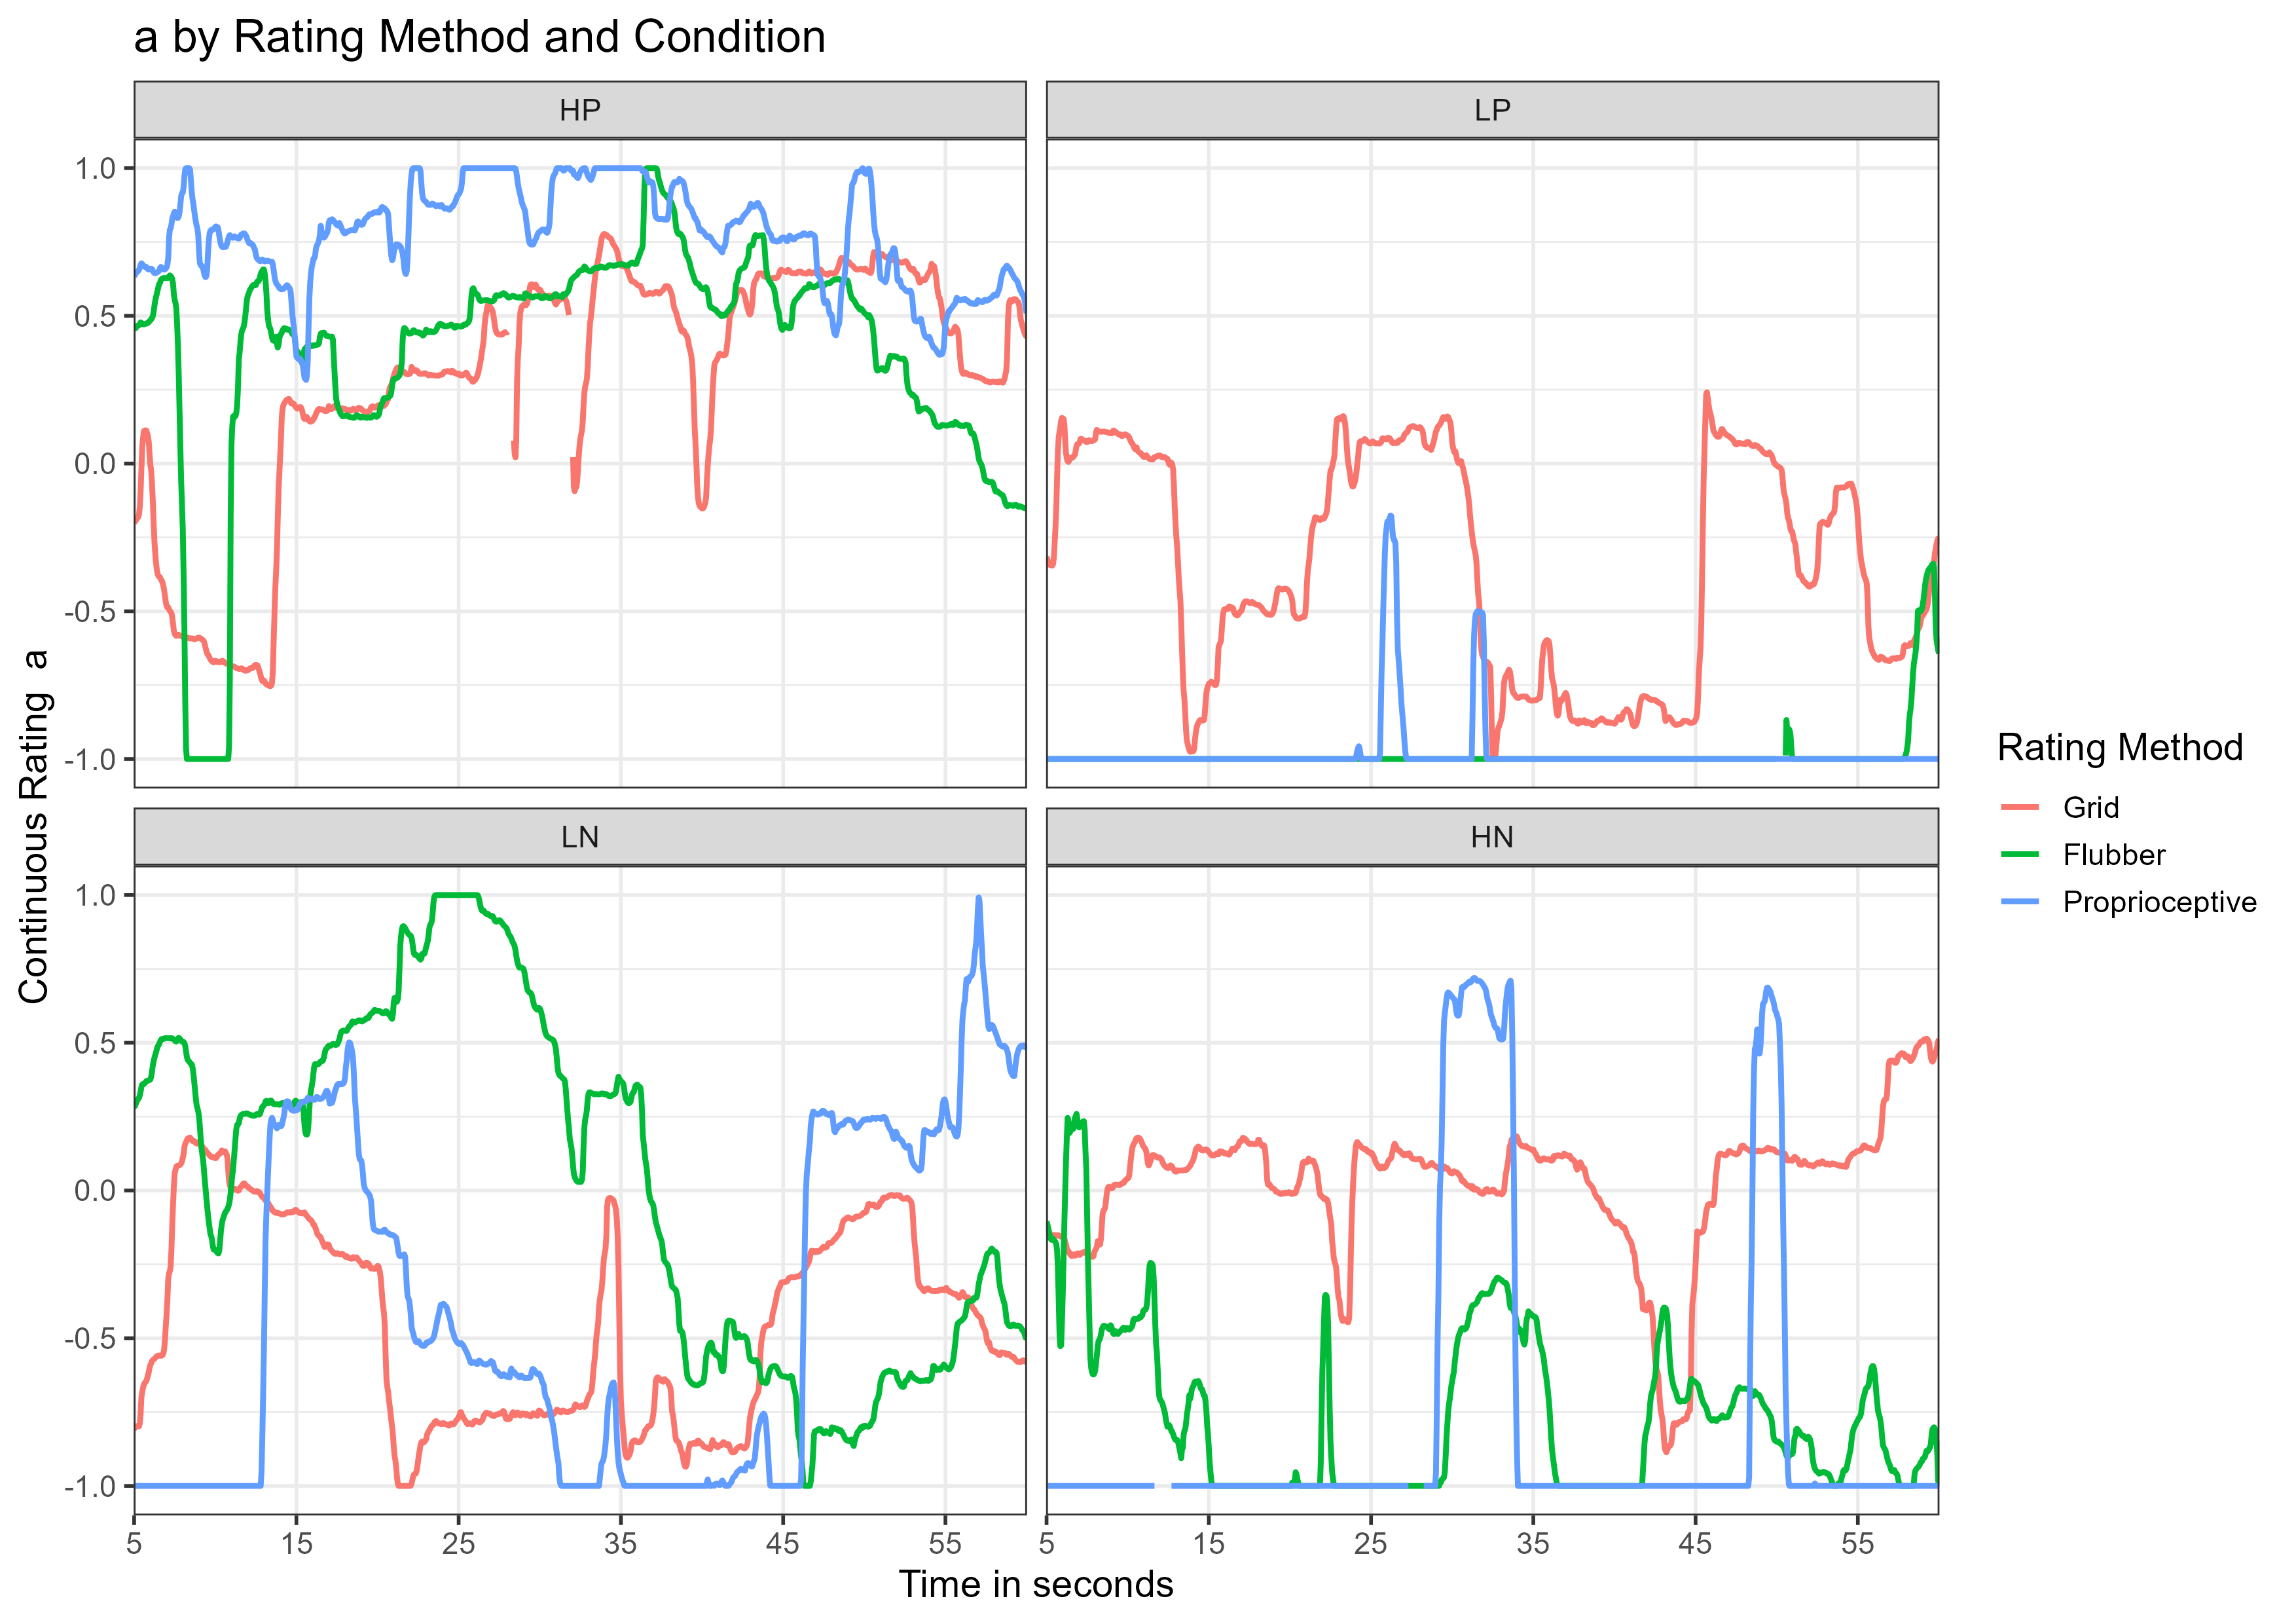 a by Rating Method and Condition
HP
LP
1.0
0.5
0.0
-0.5
-1.0
LN
HN
1.0
0.5
0.0
-0.5
-1.0
5 15 25 35 45 55
5 15 25 35 45 55
Time in seconds
Continuous Rating a
Rating Method
Grid
Flubber
Proprioceptive